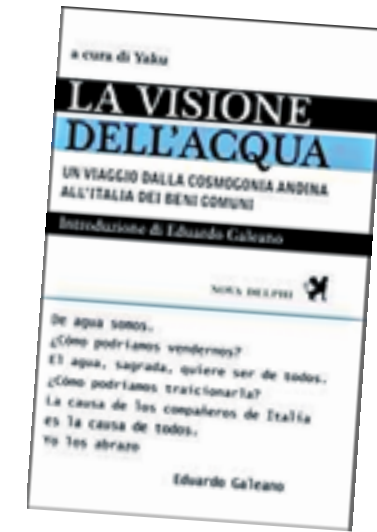 a cura di Yaku
LA VISIONE
DELL'ACQUA
UN VIAGGIO DALLA COSMOGONIA ANDINA
ALL'ITALIA DEI BENI COMUNI
Introduzione di Eduardo Galeano
NOVA DELPHI
De agua somos.
¿Cómo podríamos vendernos?
El agua, sagrada, quiere ser de todos.
¿Cómo podríamos traicionarla?
La causa de los compañeros de Italia
es la causa de todos.
Yo los abrazo
Eduardo Galeano